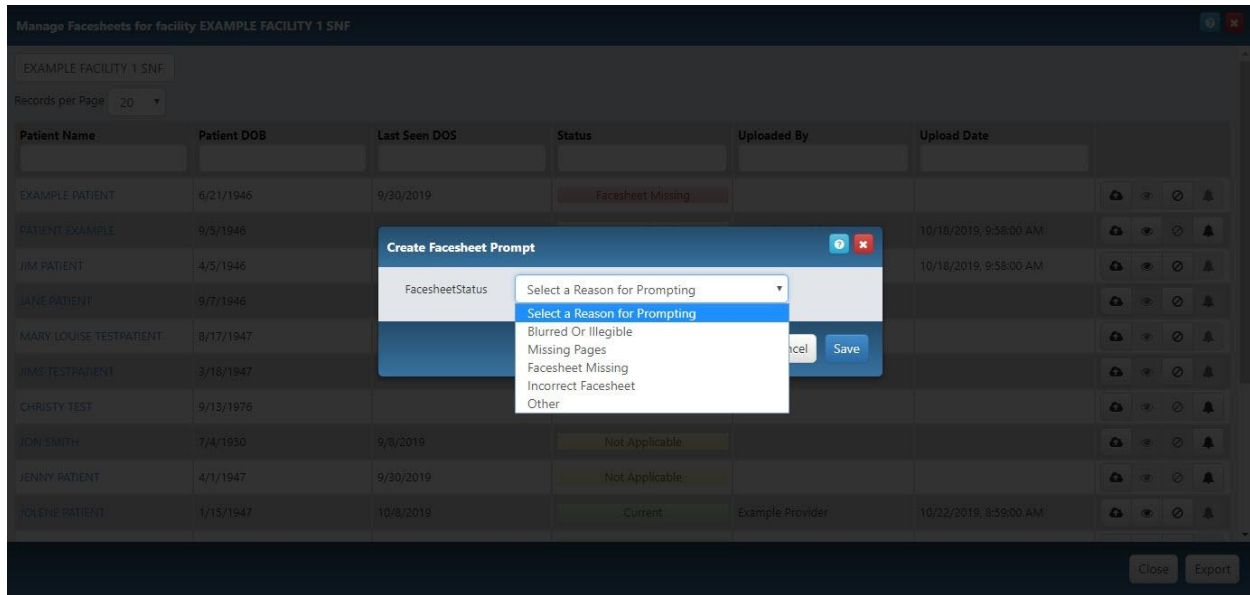 Manage Facesheets for facility EXAMPLE FACILITY 1 SNF
EXAMPLE FACILITY 1 SNF
Records per Page 20
Patient Name Patient DOB Last Seen DOS Status Uploaded By Upload Date
EXAMPLE PATIENT 6/21/1946 9/30/2019 Facesheet Missing
PATIENT EXAMPLE 9/5/1946 10/18/2019, 9:58:00 AM
JIM PATIENT 4/5/1946 10/18/2019, 9:58:00 AM
JANE PATIENT 9/7/1946
MARY LOUISE TESTPATIENT 8/17/1947
JIMS TESTPATIENT 3/18/1947
CHRISTY TEST 9/13/1976
JON SMITH 7/4/1950 9/8/2019 Not Applicable
JENNY PATIENT 4/1/1947 9/30/2019 Not Applicable
JOLENE PATIENT 1/15/1947 10/8/2019 Current Example Provider 10/22/2019, 8:59:00 AM
Create Facesheet Prompt
FacesheetStatus Select a Reason for Prompting
Select a Reason for Prompting
Blurred Or Illegible
Missing Pages
Facesheet Missing
Incorrect Facesheet
Other
ncel Save
Close Export